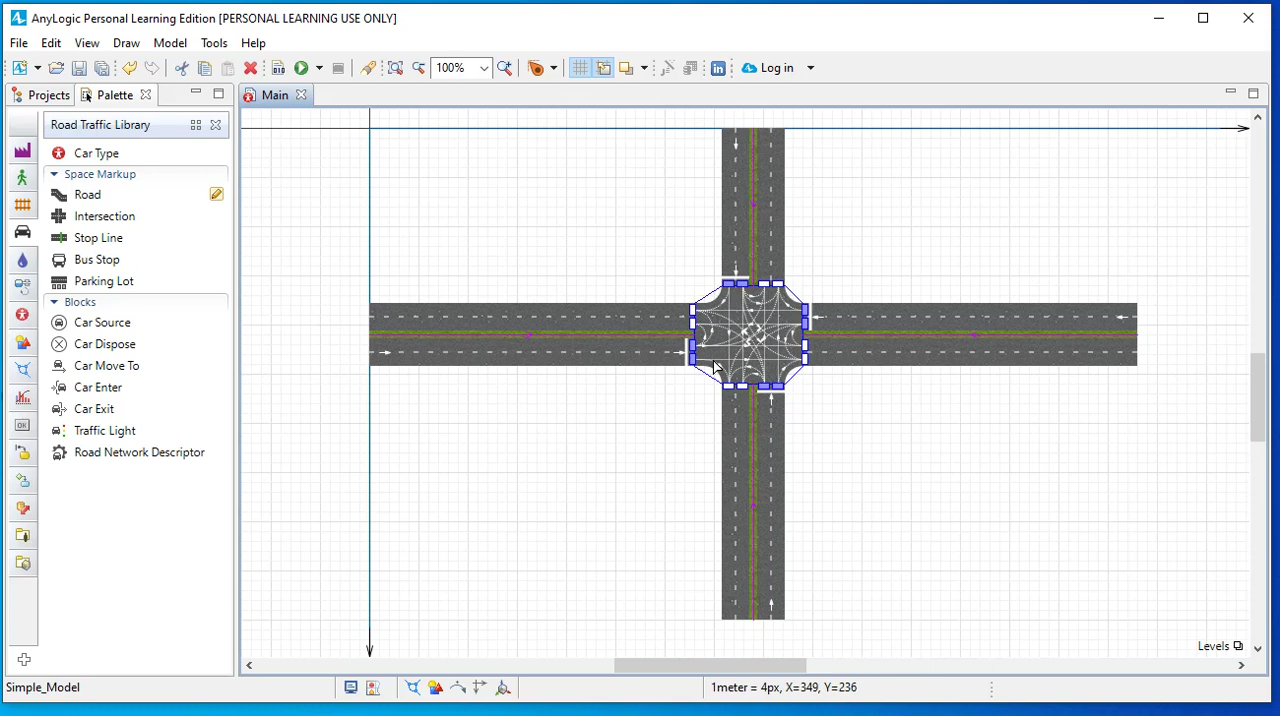 AnyLogic Personal Learning Edition [PERSONAL LEARNING USE ONLY]
File Edit View Draw Model Tools Help
100% Log in
Projects Palette Main
Road Traffic Library
Car Type
Space Markup
Road
Intersection
Stop Line
Bus Stop
Parking Lot
Blocks
Car Source
Car Dispose
Car Move To
Car Enter
Car Exit
Traffic Light
Road Network Descriptor
Levels
Simple_Model 1meter = 4px, X=349, Y=236